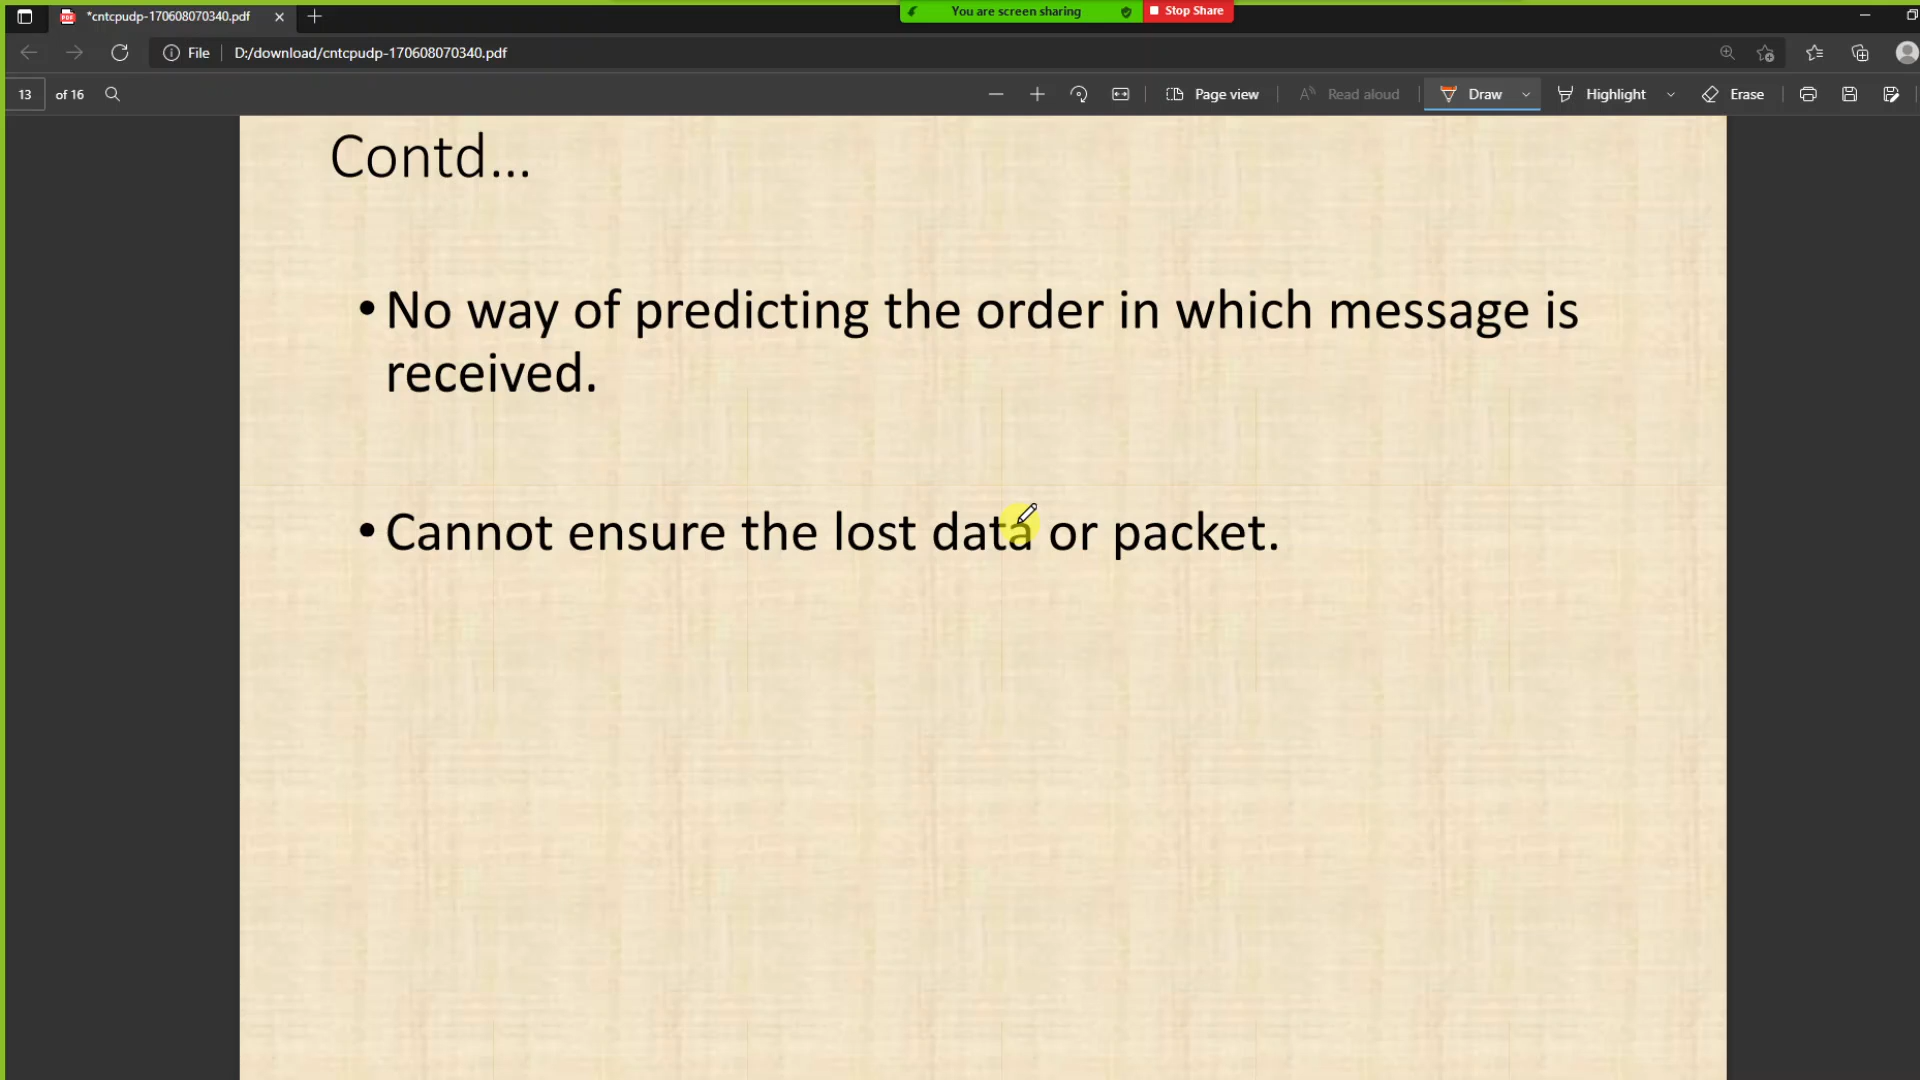 *cntcpudp-170608070340.pdf
You are screen sharing
Stop Share
File
D:/download/cntcpudp-170608070340.pdf
13 of 16
Page view
Read aloud
Draw
Highlight
Erase
Contd...
• No way of predicting the order in which message is
received.
• Cannot ensure the lost data or packet.